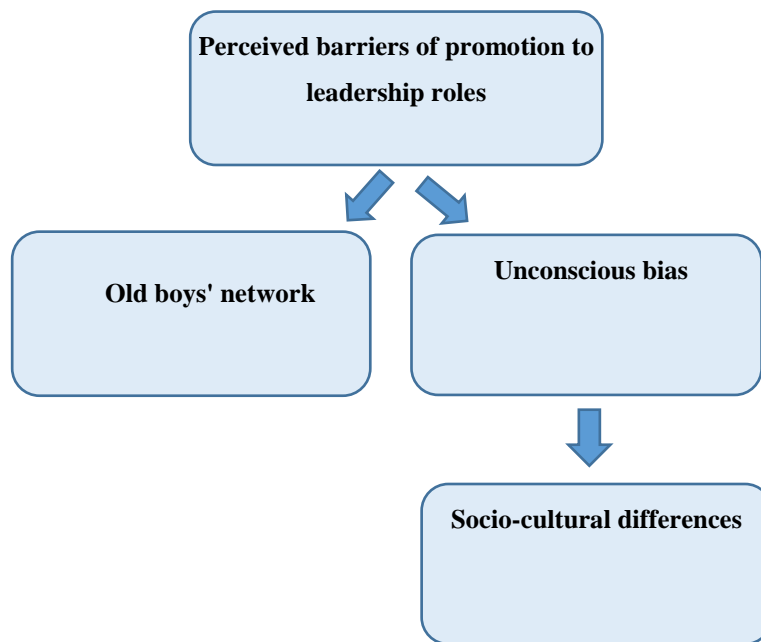 Perceived barriers of promotion to
leadership roles
Old boys' network
Unconscious bias
Socio-cultural differences